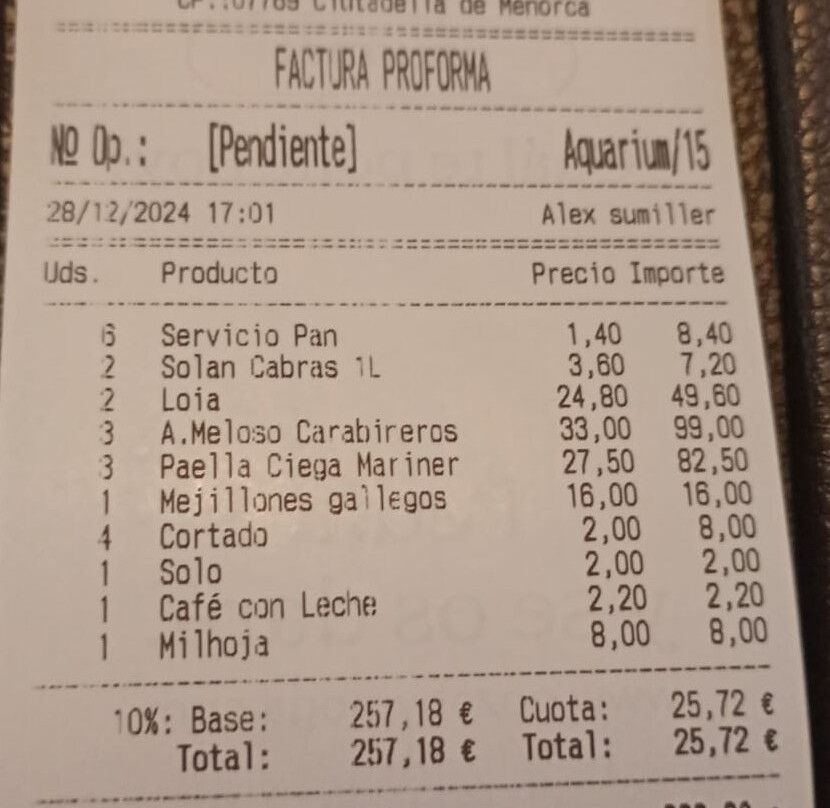 CP.:07769 Ciutadella de Menorca
FACTURA PROFORMA
Nº Op.: [Pendiente] Aquarium/15
28/12/2024 17:01 Alex sumiller
Uds. Producto Precio Importe
6 Servicio Pan 1,40 8,40
2 Solan Cabras 1L 3,60 7,20
2 Loia 24,80 49,60
3 A.Meloso Carabireros 33,00 99,00
3 Paella Ciega Mariner 27,50 82,50
1 Mejillones gallegos 16,00 16,00
4 Cortado 2,00 8,00
1 Solo 2,00 2,00
1 Café con Leche 2,20 2,20
1 Milhoja 8,00 8,00
10%: Base: 257,18 € Cuota: 25,72 €
Total: 257,18 € Total: 25,72 €